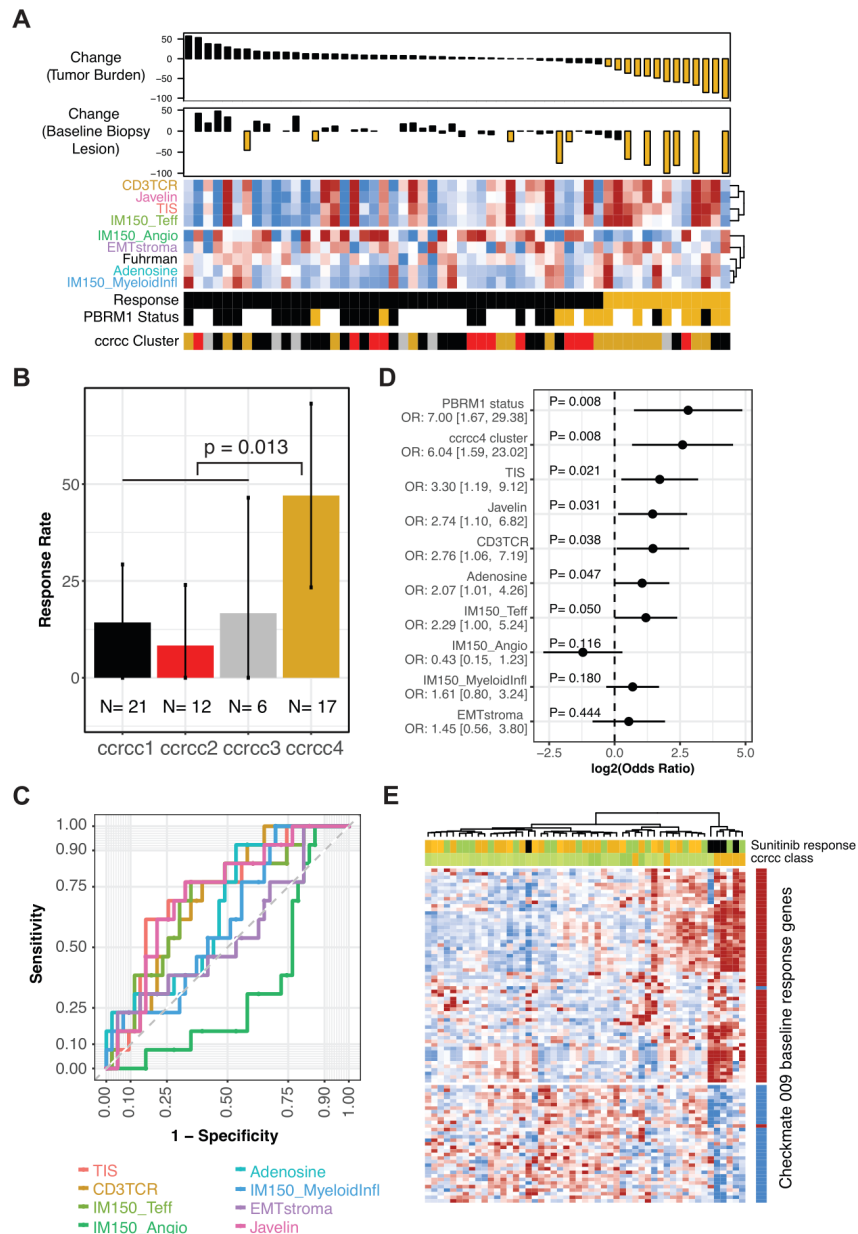 A
Change
(Tumor Burden)
50
0
−50
−100
Change
(Baseline Biopsy
Lesion)
50
0
−50
−100
CD3TCR
Javelin
TIS
IM150_Teff
IM150_Angio
EMTstroma
Fuhrman
Adenosine
IM150_MyeloidInfl
Response
PBRM1 Status
ccrcc Cluster
B
Response Rate
50
25
0
p = 0.013
N= 21 N= 12 N= 6 N= 17
ccrcc1 ccrcc2 ccrcc3 ccrcc4
D
PBRM1 status
OR: 7.00 [1.67, 29.38]
P= 0.008
ccrcc4 cluster
OR: 6.04 [1.59, 23.02]
P= 0.008
TIS
OR: 3.30 [1.19, 9.12]
P= 0.021
Javelin
OR: 2.74 [1.10, 6.82]
P= 0.031
CD3TCR
OR: 2.76 [1.06, 7.19]
P= 0.038
Adenosine
OR: 2.07 [1.01, 4.26]
P= 0.047
IM150_Teff
OR: 2.29 [1.00, 5.24]
P= 0.050
IM150_Angio
OR: 0.43 [0.15, 1.23]
P= 0.116
IM150_MyeloidInfl
OR: 1.61 [0.80, 3.24]
P= 0.180
EMTstroma
OR: 1.45 [0.56, 3.80]
P= 0.444
−2.5 0.0 2.5 5.0
log2(Odds Ratio)
C
Sensitivity
1.00
0.90
0.75
0.50
0.25
0.10
0.00
0.00 0.10 0.25 0.50 0.75 0.90 1.00
1 − Specificity
TIS
CD3TCR
IM150_Teff
IM150_Angio
Adenosine
IM150_MyeloidInfl
EMTstroma
Javelin
E
Sunitinib response
ccrcc class
Checkmate 009 baseline response genes